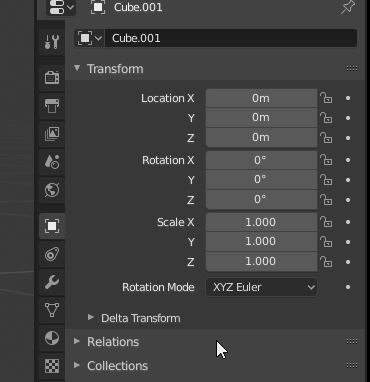 Cube.001
Cube.001
Transform
Location X 0m
Y 0m
Z 0m
Rotation X 0°
Y 0°
Z 0°
Scale X 1.000
Y 1.000
Z 1.000
Rotation Mode XYZ Euler
Delta Transform
Relations
Collections